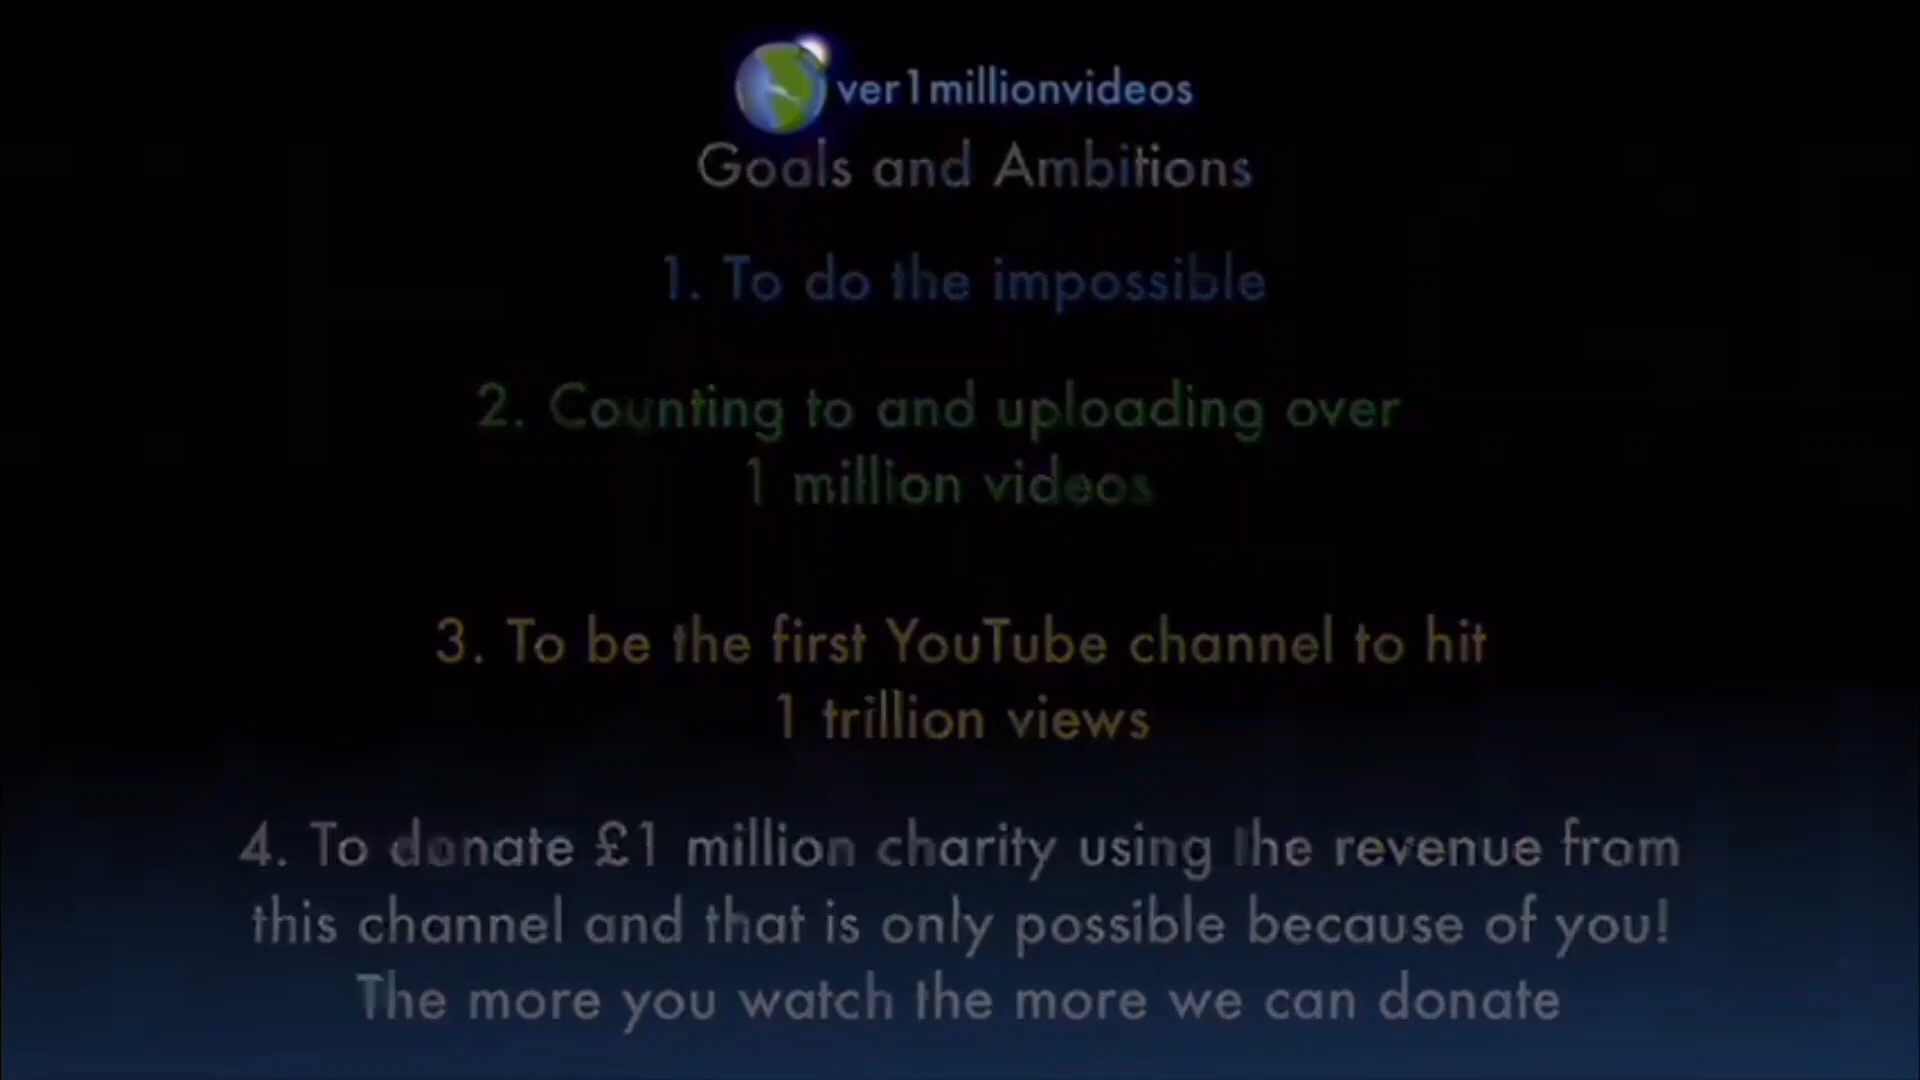 ver1millionvideos
Goals and Ambitions
1. To do the impossible
2. Counting to and uploading over
1 million videos
3. To be the first YouTube channel to hit
1 trillion views
4. To donate £1 million charity using the revenue from
this channel and that is only possible because of you!
The more you watch the more we can donate